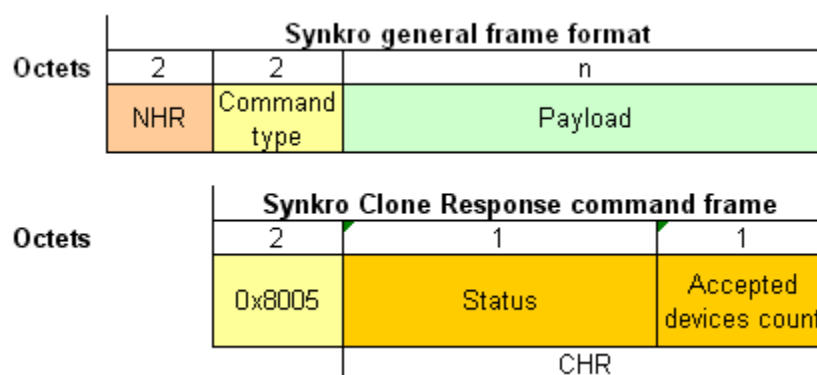 Synkro general frame format
Octets 2 2 n
NHR Command type Payload
Synkro Clone Response command frame
Octets 2 1 1
0x8005 Status Accepted devices count
CHR